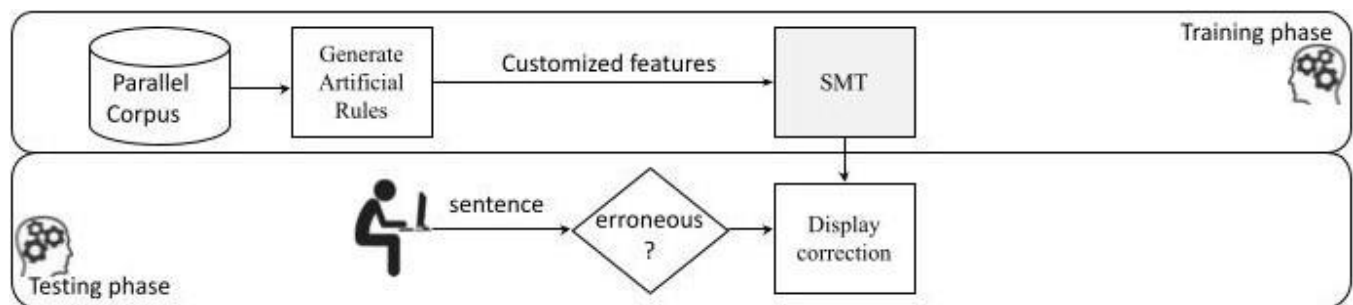 Training phase
Parallel
Corpus
Generate
Artificial
Rules
Customized features
SMT
sentence
erroneous
?
Display
correction
Testing phase